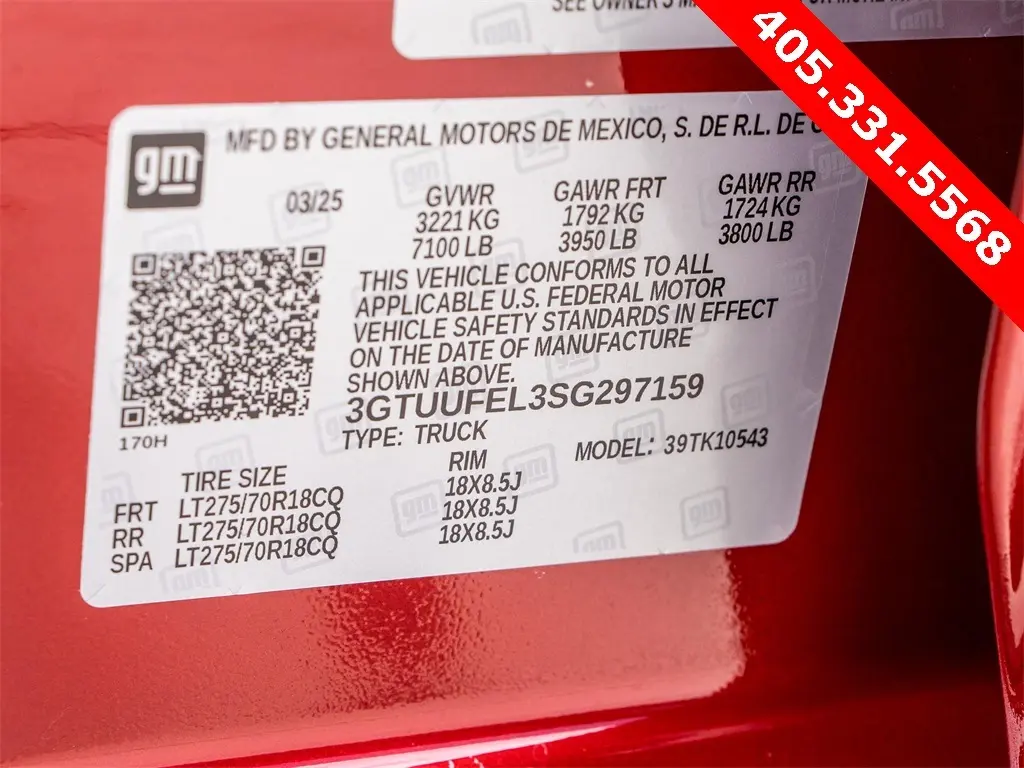 SEE OWNER'S
405.331.5568
gm
MFD BY GENERAL MOTORS DE MEXICO, S. DE R.L. DE
03/25
GVWR
3221 KG
7100 LB
GAWR FRT
1792 KG
3950 LB
GAWR RR
1724 KG
3800 LB
THIS VEHICLE CONFORMS TO ALL
APPLICABLE U.S. FEDERAL MOTOR
VEHICLE SAFETY STANDARDS IN EFFECT
ON THE DATE OF MANUFACTURE
SHOWN ABOVE.
3GTUUFEL3SG297159
170H
TYPE: TRUCK
MODEL: 39TK10543
TIRE SIZE RIM
FRT LT275/70R18CQ 18X8.5J
RR LT275/70R18CQ 18X8.5J
SPA LT275/70R18CQ 18X8.5J